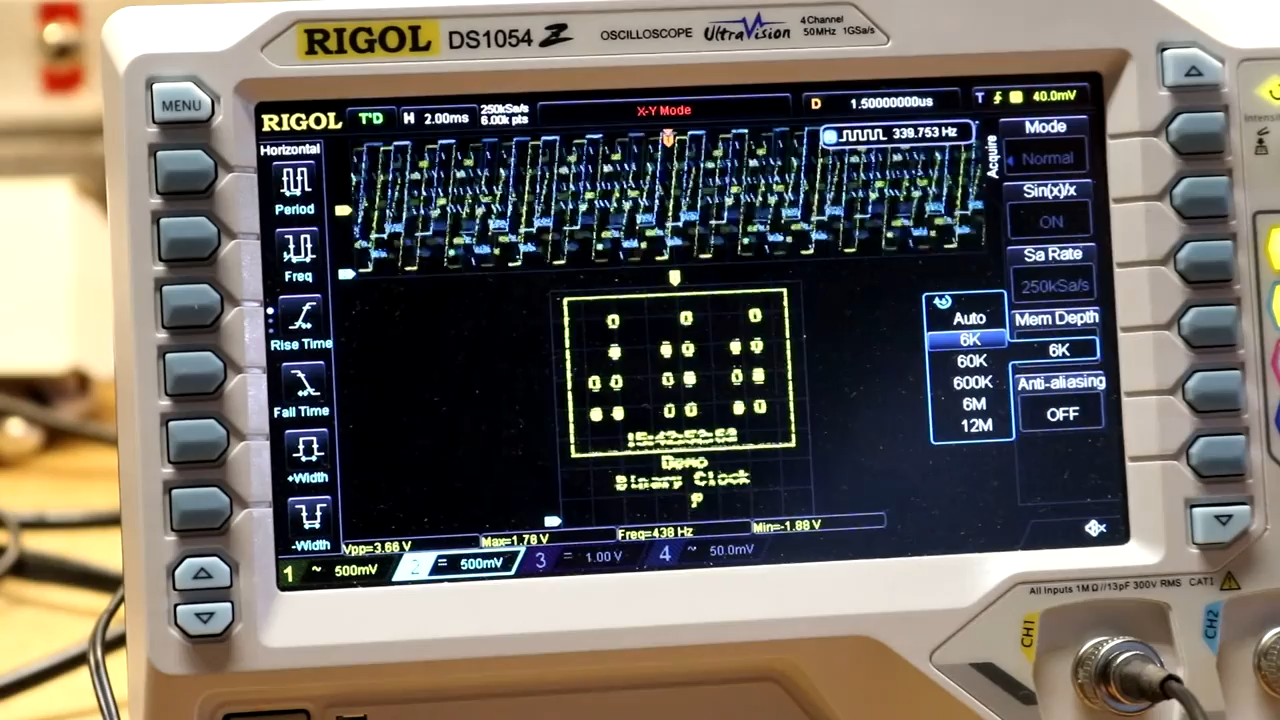 RIGOL DS1054 Z OSCILLOSCOPE UltraVision 4 Channel
50MHz 1GSa/s
MENU
RIGOL T'D H 2.00ms 250kSa/s
6.00k pts
X-Y Mode
D 1.50000000us
T 40.0mV
339.753 Hz
Horizontal
Period
Freq
Rise Time
Fall Time
+Width
-Width
Acquire
Mode
Normal
Sin(x)/x
ON
Sa Rate
250kSa/s
Mem Depth
6K
Anti-aliasing
OFF
Auto
6K
60K
600K
6M
12M
Demo
Binary Clock
Vpp=3.66 V Max=1.78 V Freq=438 Hz Min=-1.88 V
1 ~ 500mV 2 = 500mV 3 = 1.00 V 4 ~ 50.0mV
All Inputs 1MΩ//13pF 300V RMS CAT I
CH1
CH2